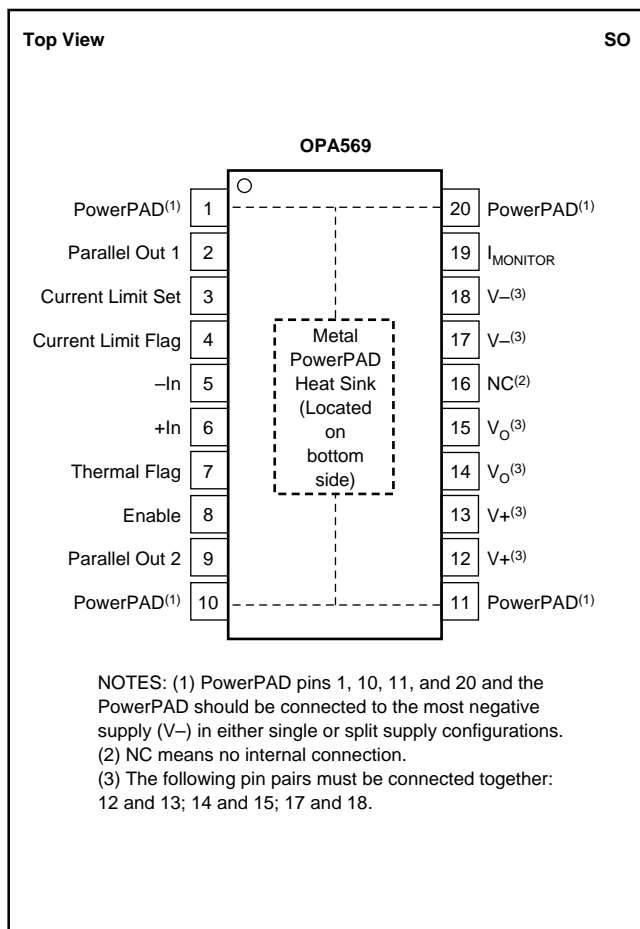 Top View SO
OPA569
PowerPAD(1) 1 20 PowerPAD(1)
Parallel Out 1 2 19 IMONITOR
Current Limit Set 3 18 V–(3)
Current Limit Flag 4 17 V–(3)
–In 5 16 NC(2)
+In 6 15 VO(3)
Thermal Flag 7 14 VO(3)
Enable 8 13 V+(3)
Parallel Out 2 9 12 V+(3)
PowerPAD(1) 10 11 PowerPAD(1)
Metal
PowerPAD
Heat Sink
(Located
on
bottom
side)
NOTES: (1) PowerPAD pins 1, 10, 11, and 20 and the
PowerPAD should be connected to the most negative
supply (V–) in either single or split supply configurations.
(2) NC means no internal connection.
(3) The following pin pairs must be connected together:
12 and 13; 14 and 15; 17 and 18.